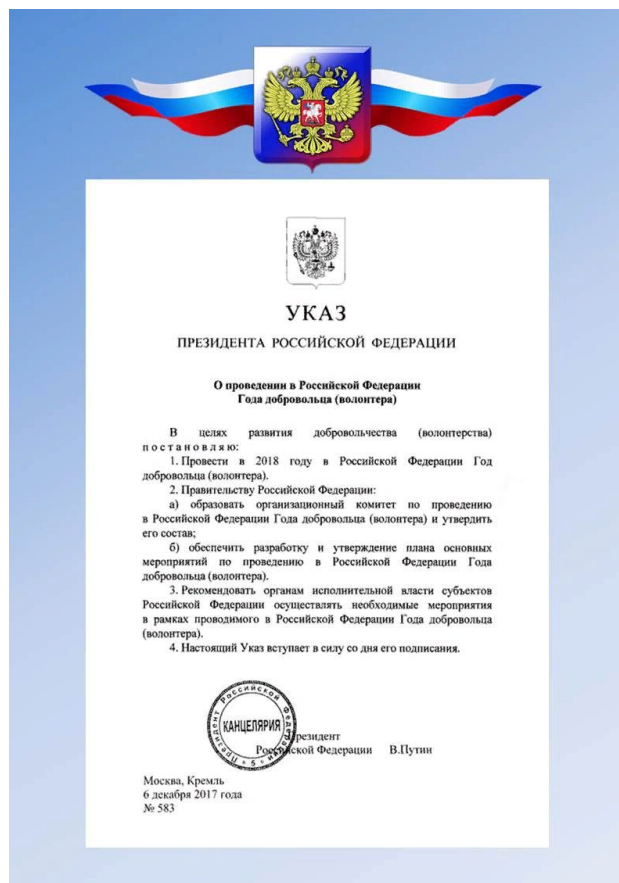 УКАЗ
ПРЕЗИДЕНТА РОССИЙСКОЙ ФЕДЕРАЦИИ
О проведении в Российской Федерации
Года добровольца (волонтера)
В целях развития добровольчества (волонтерства)
постановляю:
1. Провести в 2018 году в Российской Федерации Год
добровольца (волонтера).
2. Правительству Российской Федерации:
а) образовать организационный комитет по проведению
в Российской Федерации Года добровольца (волонтера) и утвердить
его состав;
б) обеспечить разработку и утверждение плана основных
мероприятий по проведению в Российской Федерации Года
добровольца (волонтера).
3. Рекомендовать органам исполнительной власти субъектов
Российской Федерации осуществлять необходимые мероприятия
в рамках проводимого в Российской Федерации Года добровольца
(волонтера).
4. Настоящий Указ вступает в силу со дня его подписания.
Президент Российской Федерации
* 5 *
КАНЦЕЛЯРИЯ
Президент
Российской Федерации В.Путин
Москва, Кремль
6 декабря 2017 года
№ 583